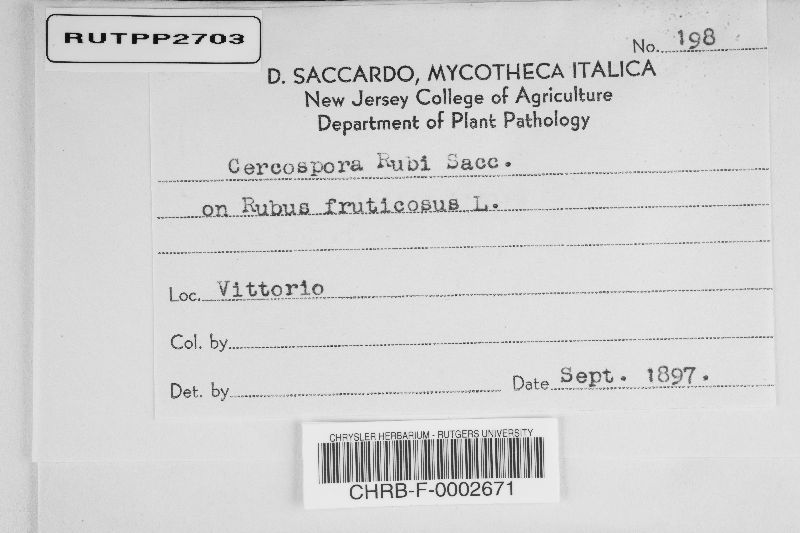 RUTPP2703
No. 198
D. SACCARDO, MYCOTHECA ITALICA
New Jersey College of Agriculture
Department of Plant Pathology
Cercospora Rubi Sacc.
on Rubus fruticosus L.
Loc. Vittorio
Col. by
Det. by Date Sept. 1897.
CHRYSLER HERBARIUM - RUTGERS UNIVERSITY
CHRB-F-0002671